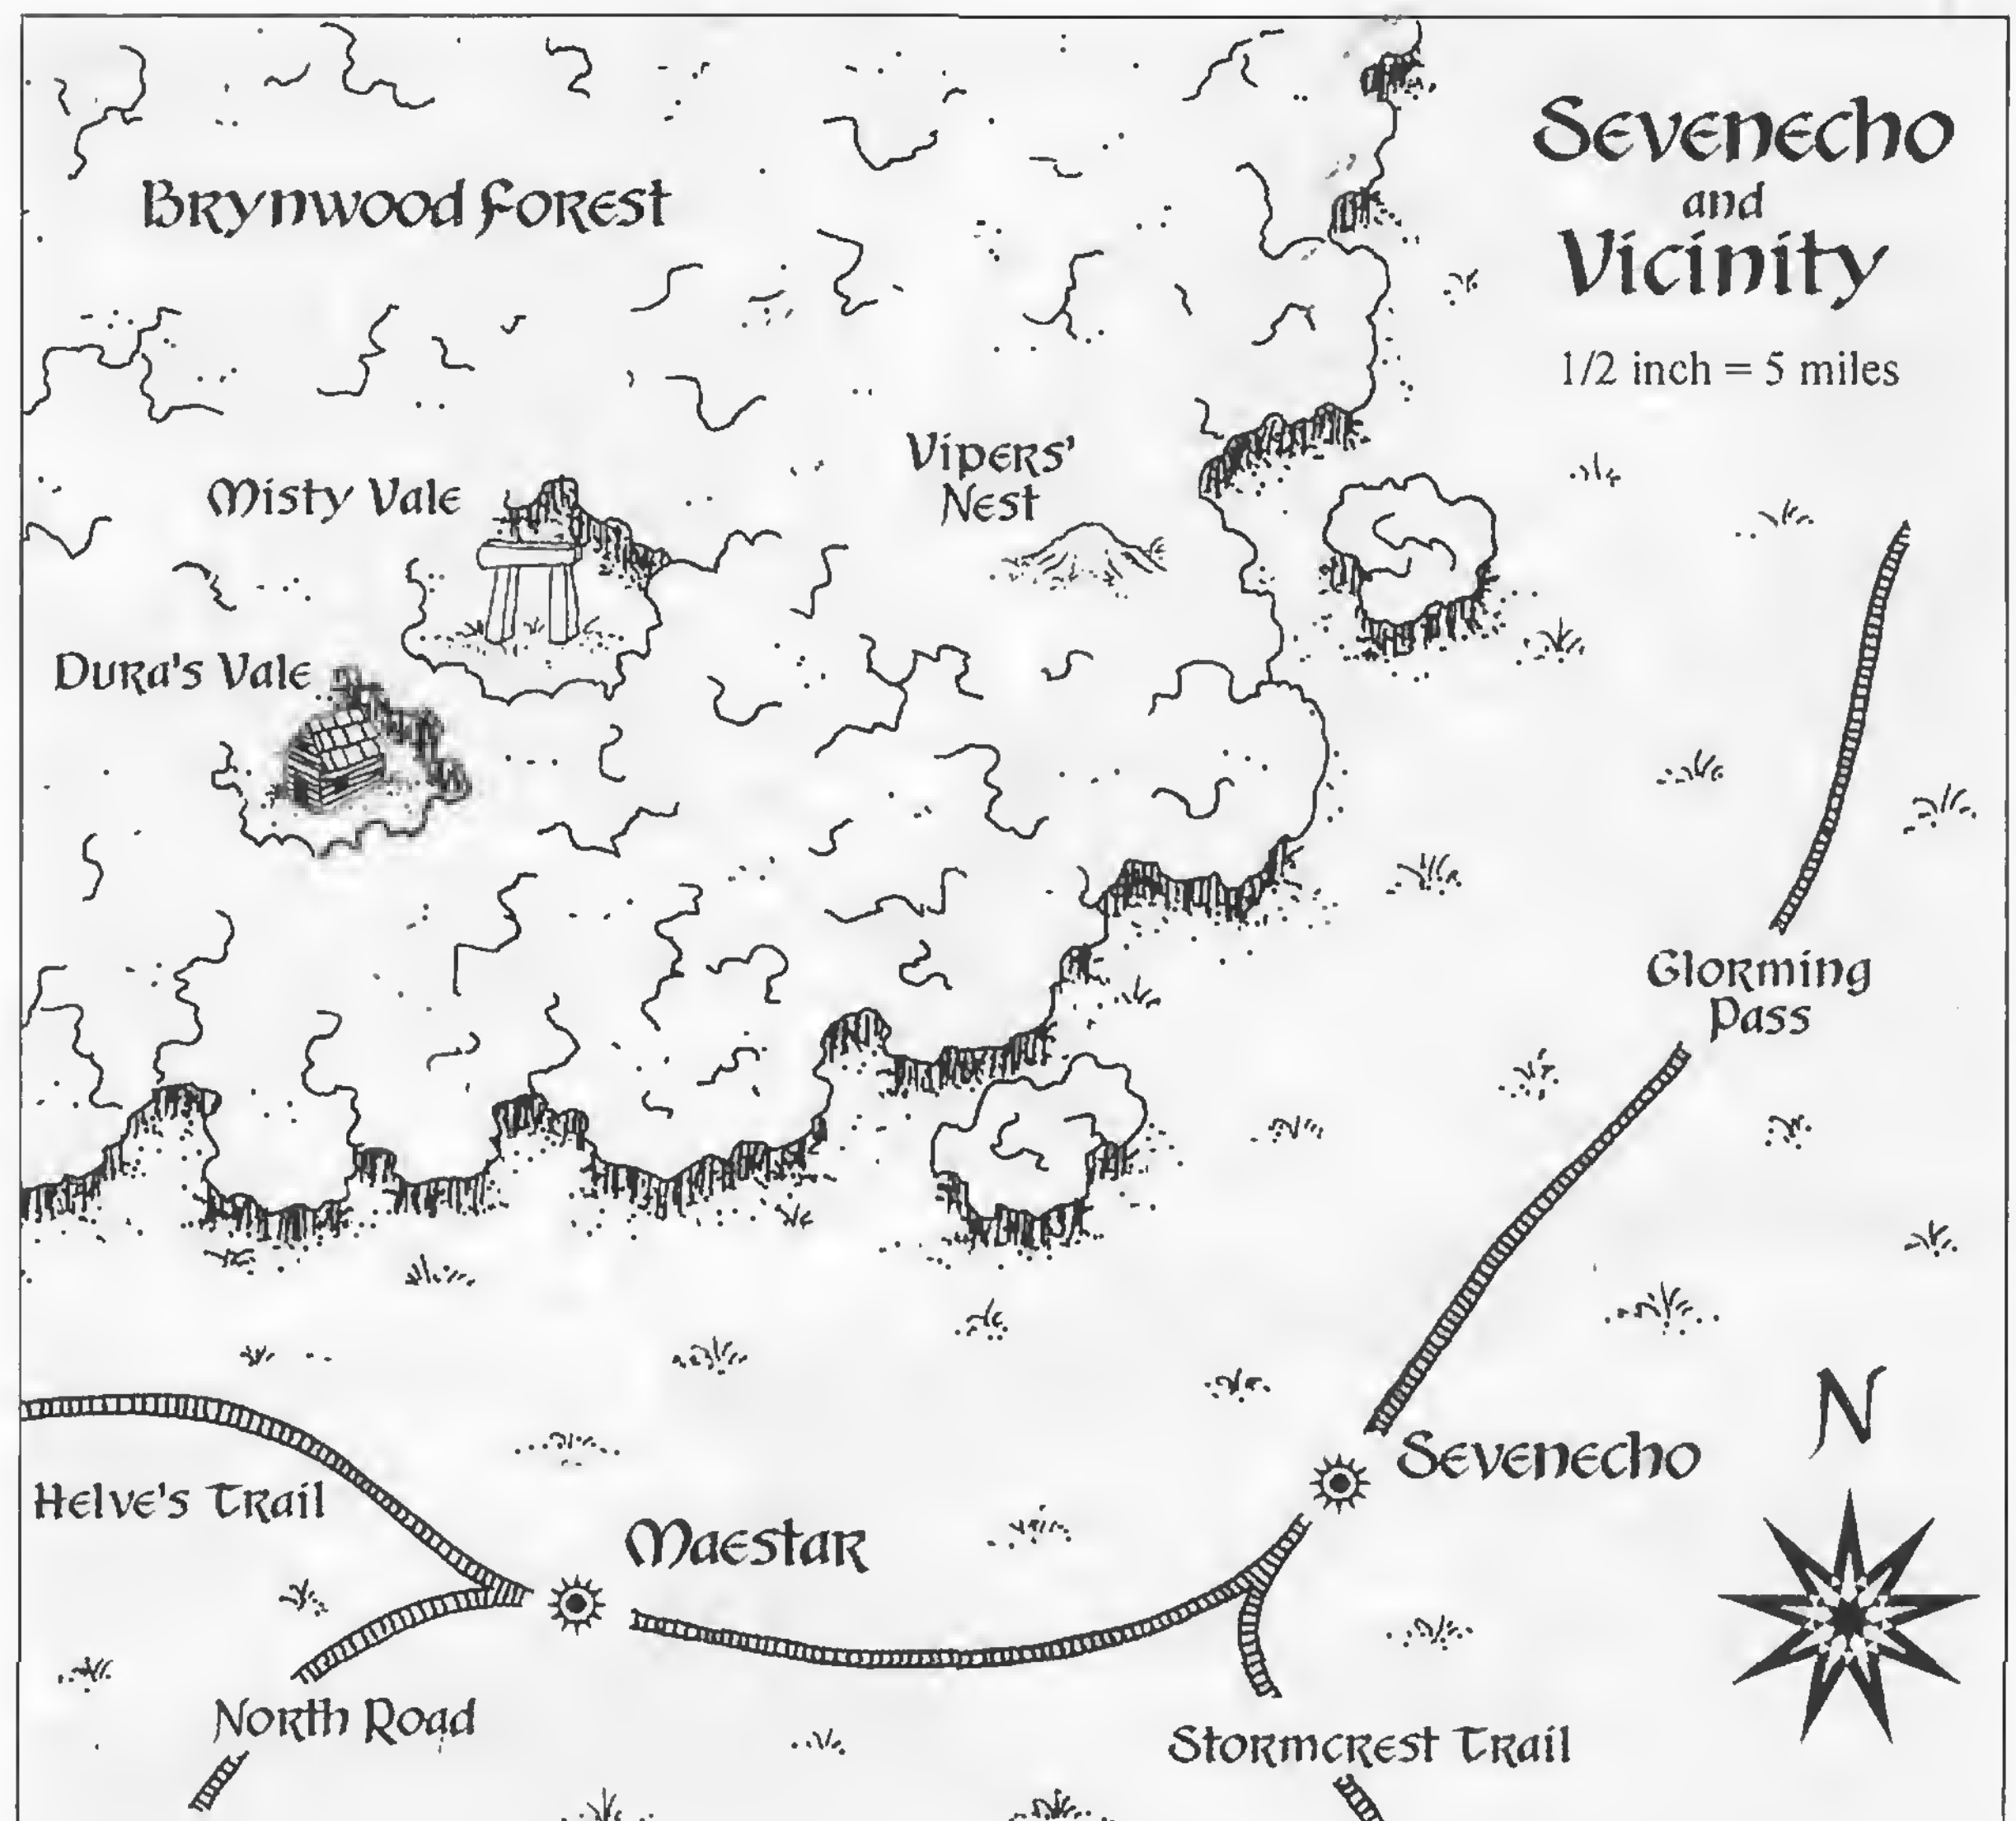 Sevenecho
and
Vicinity
1/2 inch = 5 miles
Brynwood Forest
Vipers'
Nest
Misty Vale
Dura's Vale
Glorming
Pass
N
Sevenecho
Helve's Trail
Maestar
North Road
Stormcrest Trail